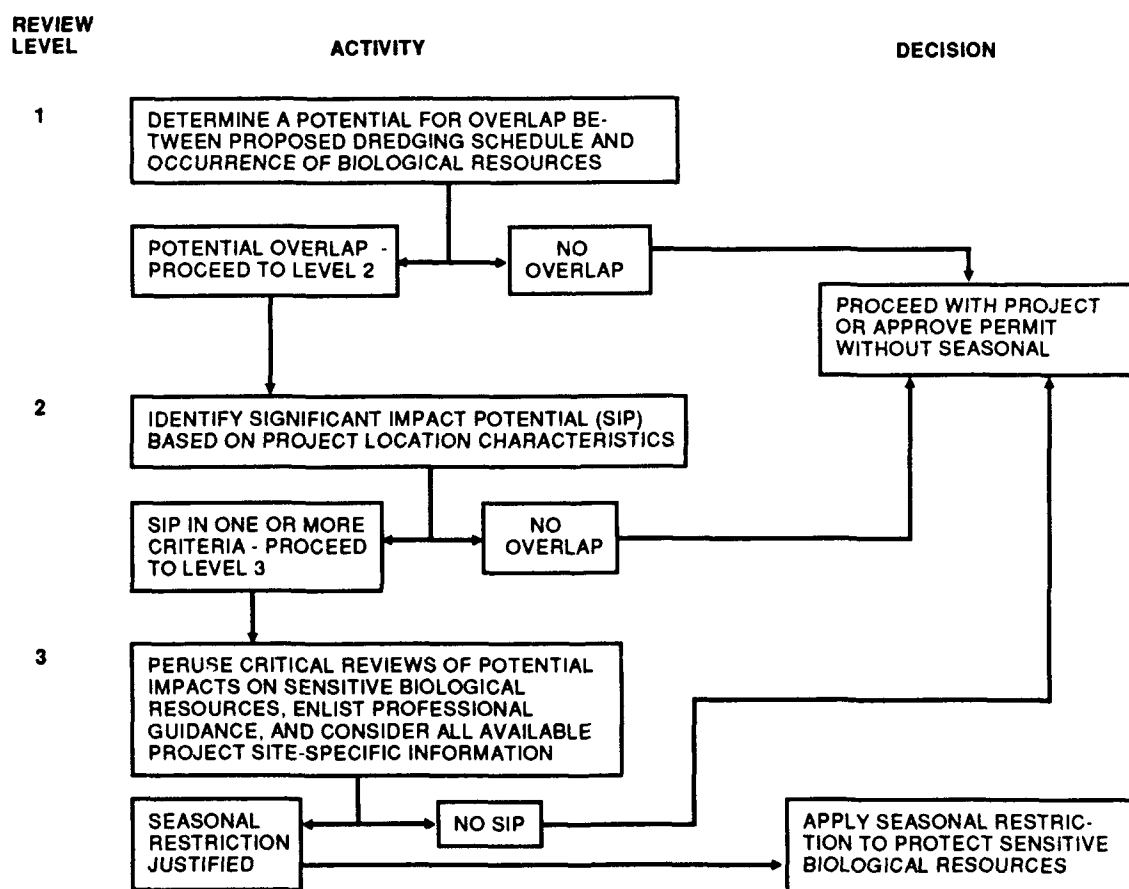 REVIEW
LEVEL
ACTIVITY
DECISION
1
DETERMINE A POTENTIAL FOR OVERLAP BE-
TWEEN PROPOSED DREDGING SCHEDULE AND
OCCURRENCE OF BIOLOGICAL RESOURCES
POTENTIAL OVERLAP -
PROCEED TO LEVEL 2
NO
OVERLAP
PROCEED WITH PROJECT
OR APPROVE PERMIT
WITHOUT SEASONAL
2
IDENTIFY SIGNIFICANT IMPACT POTENTIAL (SIP)
BASED ON PROJECT LOCATION CHARACTERISTICS
SIP IN ONE OR MORE
CRITERIA - PROCEED
TO LEVEL 3
NO
OVERLAP
3
PERUSE CRITICAL REVIEWS OF POTENTIAL
IMPACTS ON SENSITIVE BIOLOGICAL
RESOURCES, ENLIST PROFESSIONAL
GUIDANCE, AND CONSIDER ALL AVAILABLE
PROJECT SITE-SPECIFIC INFORMATION
SEASONAL
RESTRICTION
JUSTIFIED
NO SIP
APPLY SEASONAL RESTRIC-
TION TO PROTECT SENSITIVE
BIOLOGICAL RESOURCES